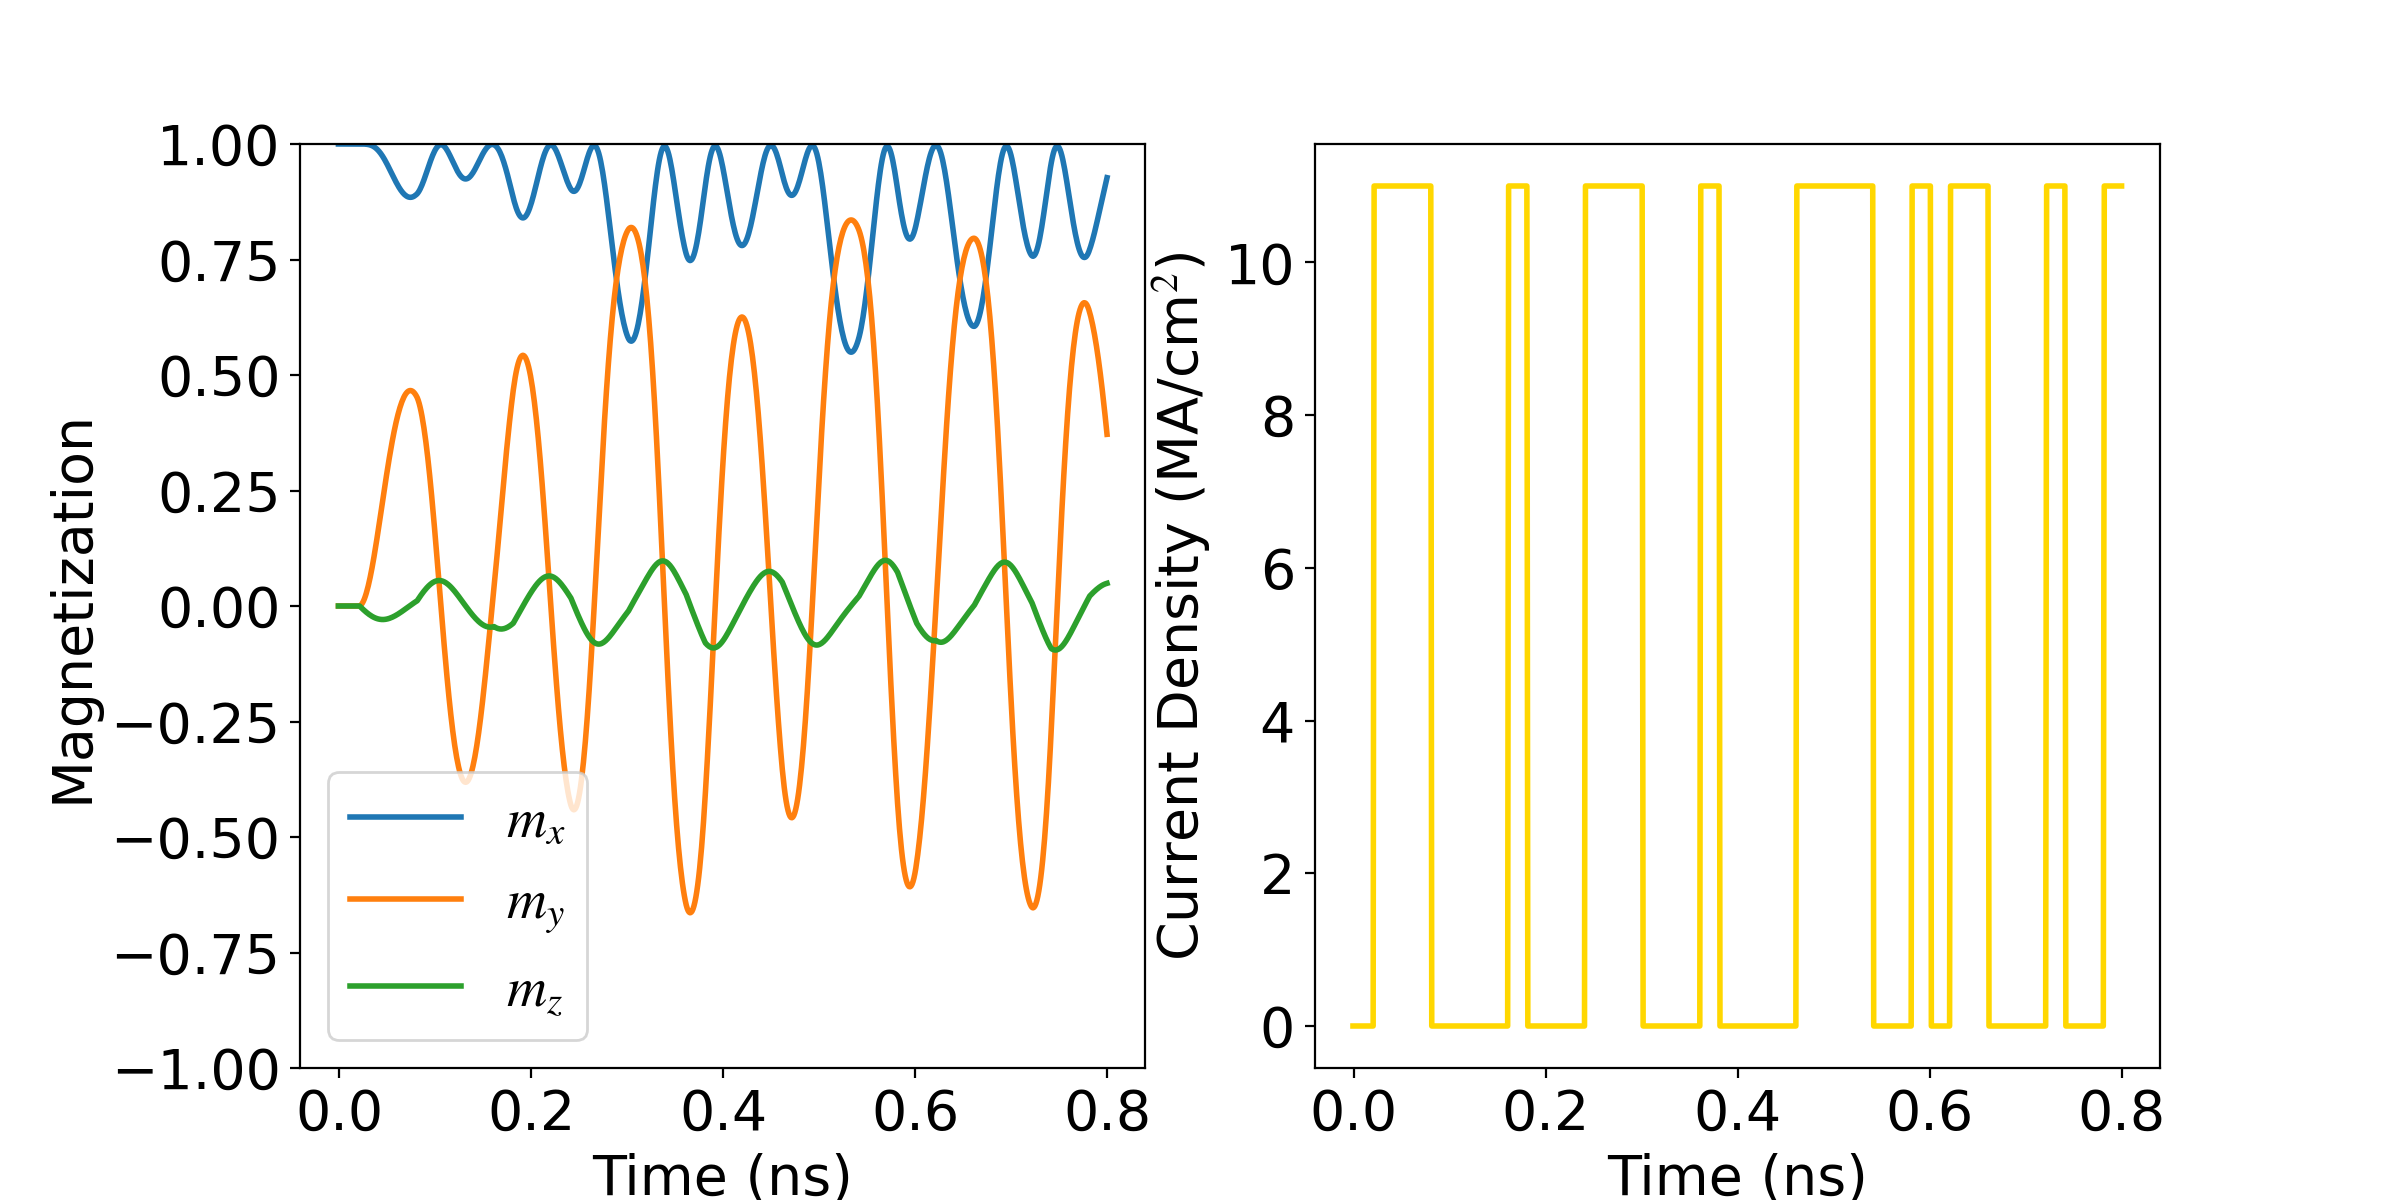 Magnetization
1.00
0.75
0.50
0.25
0.00
−0.25
−0.50
−0.75
−1.00
m_x
m_y
m_z
0.0 0.2 0.4 0.6 0.8
Time (ns)
Current Density (MA/cm²)
10
8
6
4
2
0
0.0 0.2 0.4 0.6 0.8
Time (ns)